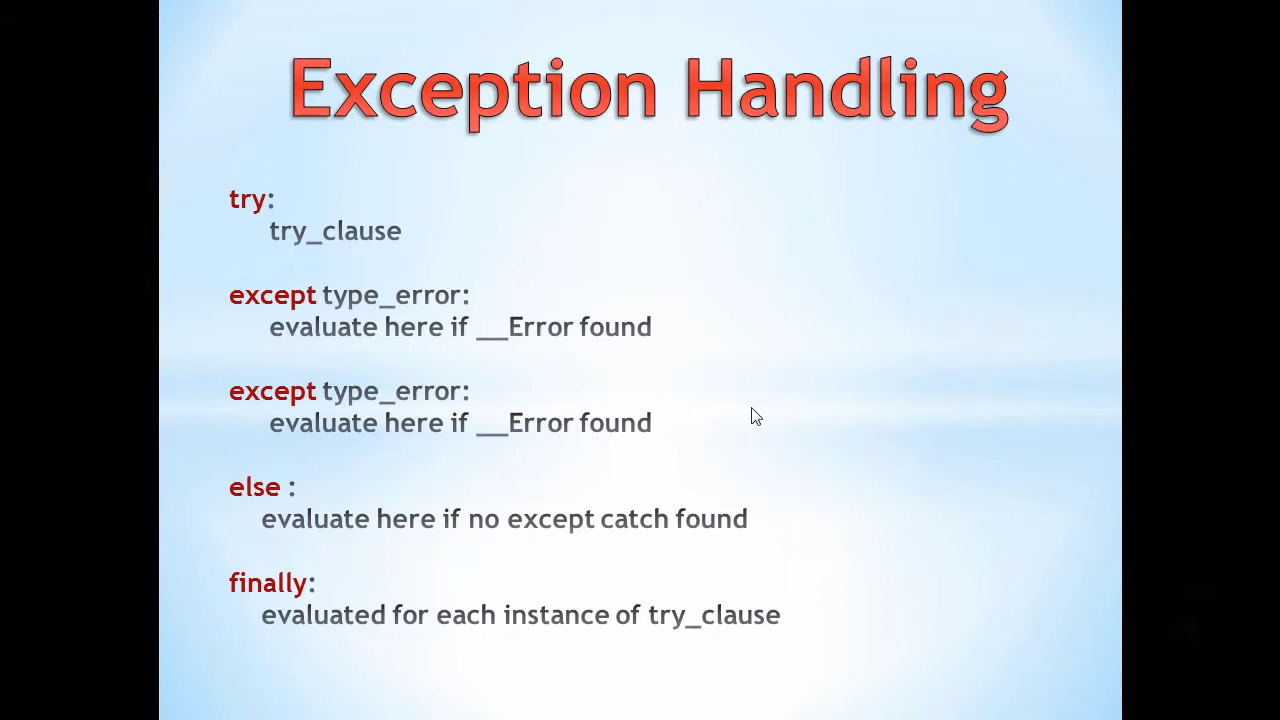 Exception Handling
try:
try_clause
except type_error:
evaluate here if __Error found
except type_error:
evaluate here if __Error found
else :
evaluate here if no except catch found
finally:
evaluated for each instance of try_clause